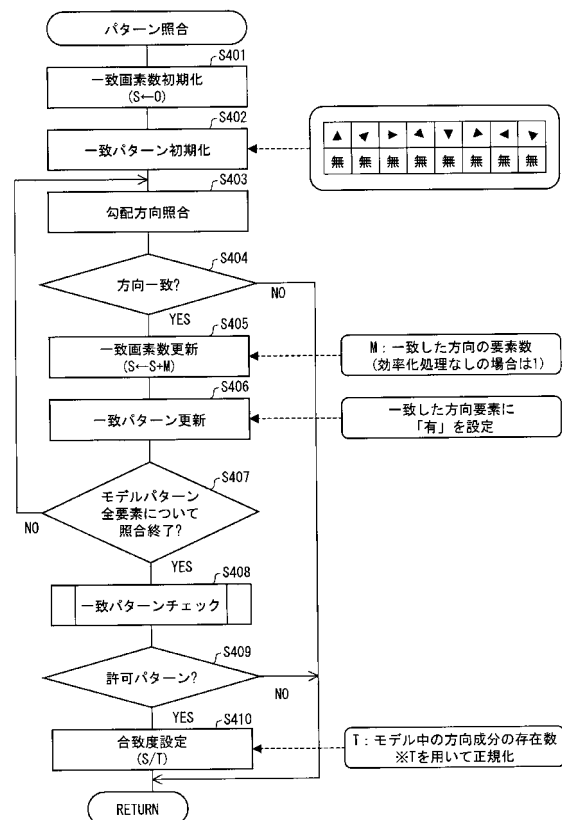 パターン照合
S401
一致画素数初期化
(S←0)
S402
一致パターン初期化
▲ ▼ ► ▲ ▼ ▲ ◄ ▼
無 無 無 無 無 無 無 無
S403
勾配方向照合
S404
方向一致?
NO
YES
S405
一致画素数更新
(S←S+M)
M:一致した方向の要素数
(効率化処理なしの場合は1)
S406
一致パターン更新
一致した方向要素に
「有」を設定
S407
モデルパターン
全要素について
照合終了?
NO
YES
S408
一致パターンチェック
S409
許可パターン?
NO
YES
S410
合致度設定
(S/T)
T:モデル中の方向成分の存在数
※Tを用いて正規化
RETURN